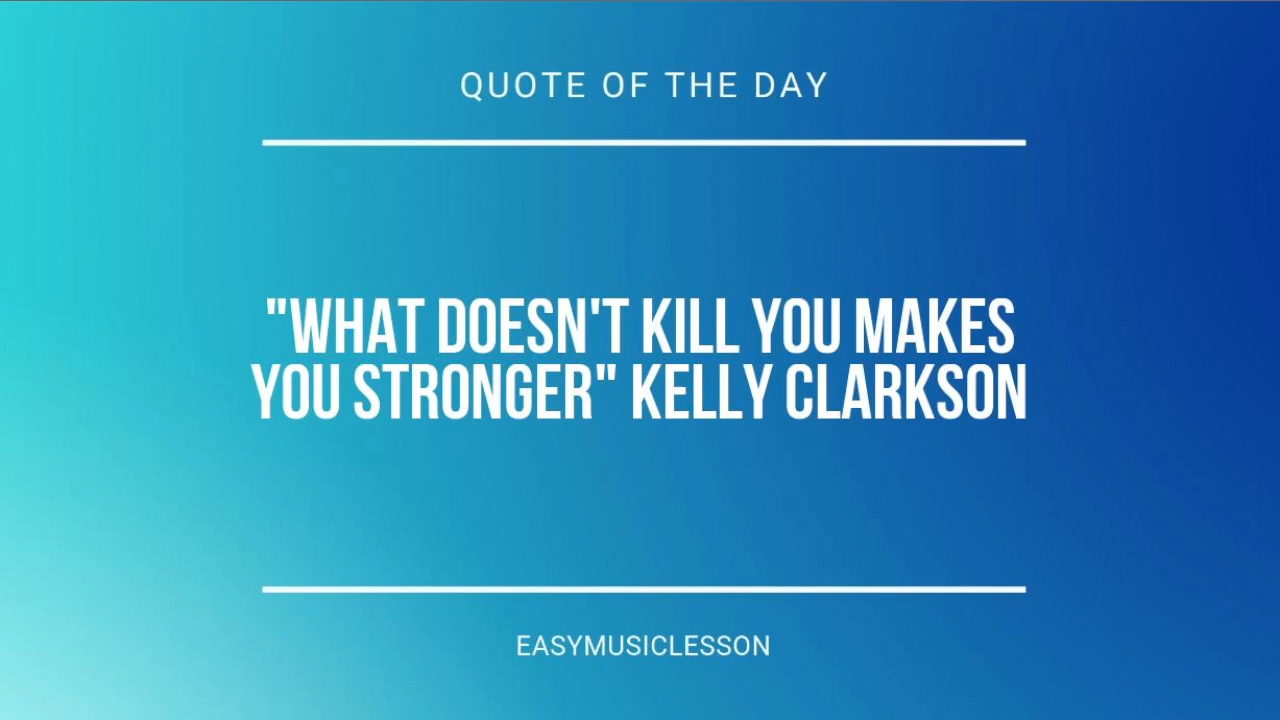 QUOTE OF THE DAY
"WHAT DOESN'T KILL YOU MAKES
YOU STRONGER" KELLY CLARKSON
EASYMUSICLESSON